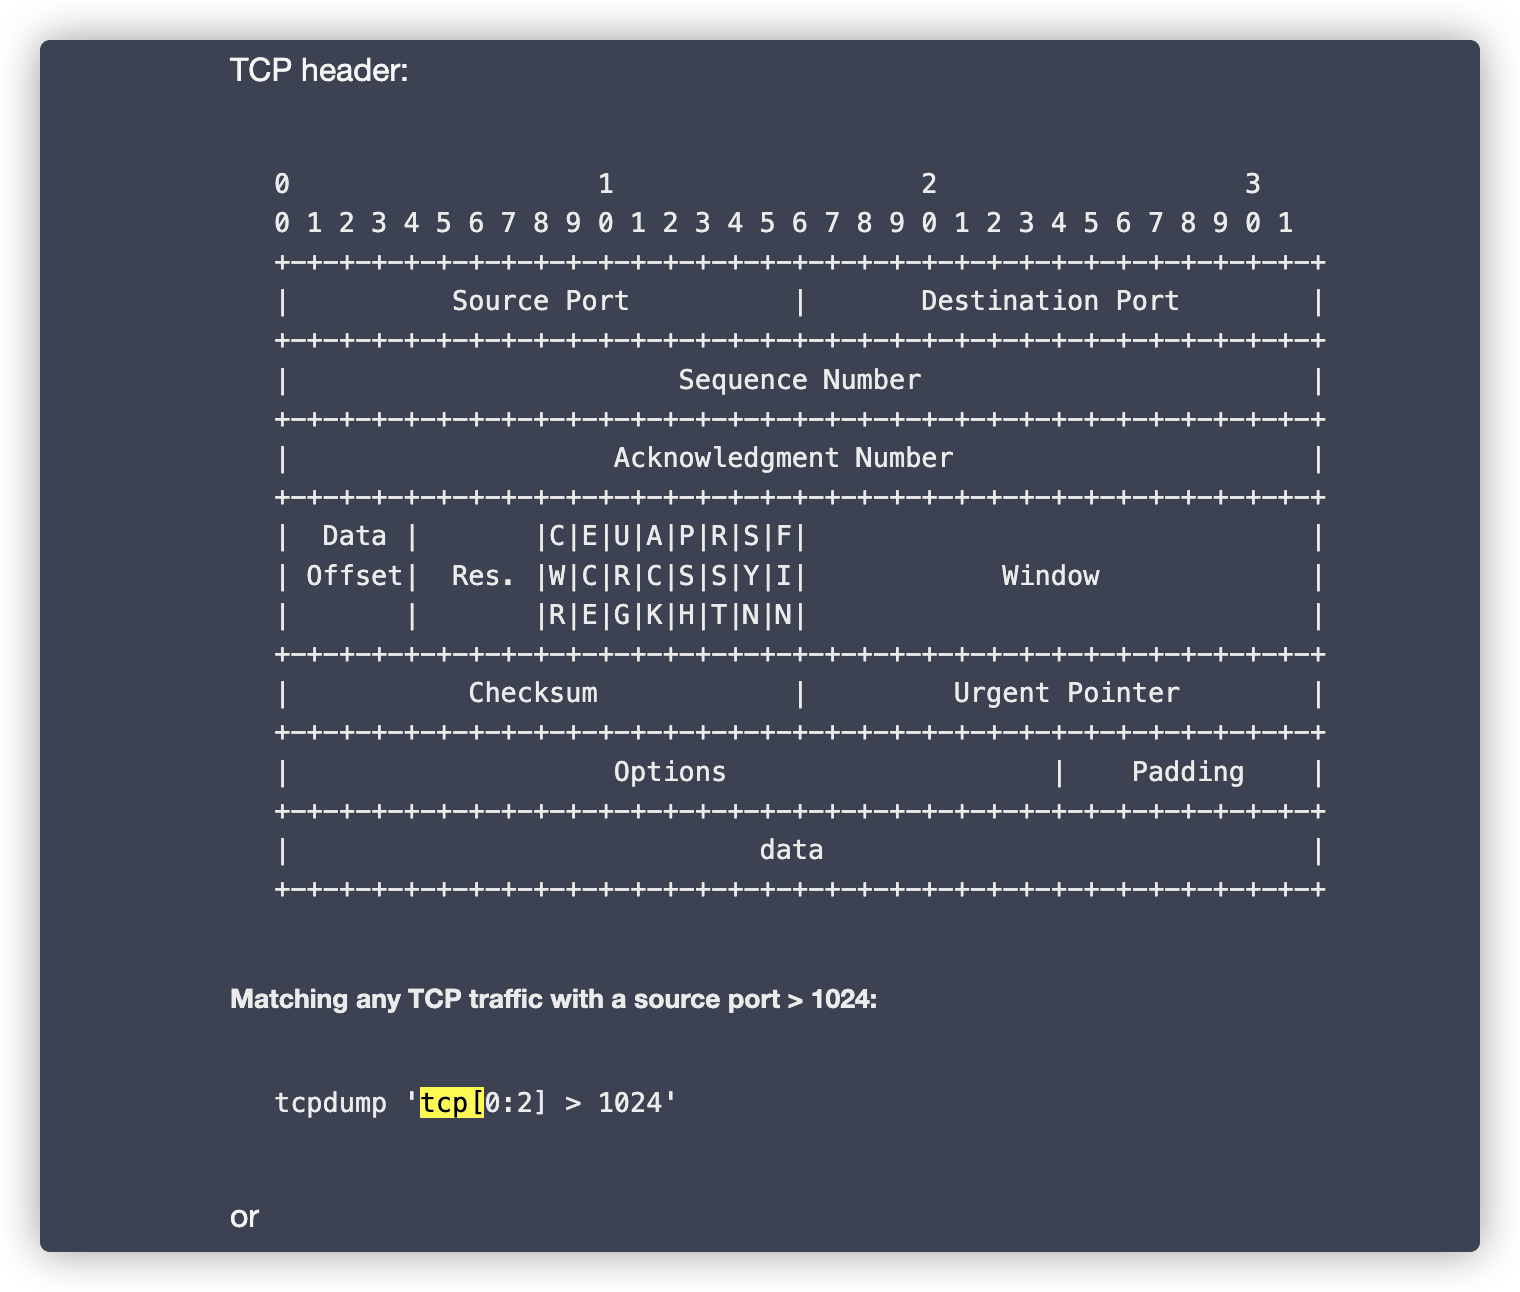 TCP header:
0                   1                   2                   3
0 1 2 3 4 5 6 7 8 9 0 1 2 3 4 5 6 7 8 9 0 1 2 3 4 5 6 7 8 9 0 1
+-+-+-+-+-+-+-+-+-+-+-+-+-+-+-+-+-+-+-+-+-+-+-+-+-+-+-+-+-+-+-+-+
|          Source Port          |       Destination Port        |
+-+-+-+-+-+-+-+-+-+-+-+-+-+-+-+-+-+-+-+-+-+-+-+-+-+-+-+-+-+-+-+-+
|                        Sequence Number                        |
+-+-+-+-+-+-+-+-+-+-+-+-+-+-+-+-+-+-+-+-+-+-+-+-+-+-+-+-+-+-+-+-+
|                    Acknowledgment Number                      |
+-+-+-+-+-+-+-+-+-+-+-+-+-+-+-+-+-+-+-+-+-+-+-+-+-+-+-+-+-+-+-+-+
|  Data |       |C|E|U|A|P|R|S|F|                               |
| Offset|  Res. |W|C|R|C|S|S|Y|I|            Window             |
|       |       |R|E|G|K|H|T|N|N|                               |
+-+-+-+-+-+-+-+-+-+-+-+-+-+-+-+-+-+-+-+-+-+-+-+-+-+-+-+-+-+-+-+-+
|           Checksum            |         Urgent Pointer        |
+-+-+-+-+-+-+-+-+-+-+-+-+-+-+-+-+-+-+-+-+-+-+-+-+-+-+-+-+-+-+-+-+
|                    Options                    |    Padding    |
+-+-+-+-+-+-+-+-+-+-+-+-+-+-+-+-+-+-+-+-+-+-+-+-+-+-+-+-+-+-+-+-+
|                             data                              |
+-+-+-+-+-+-+-+-+-+-+-+-+-+-+-+-+-+-+-+-+-+-+-+-+-+-+-+-+-+-+-+-+
Matching any TCP traffic with a source port > 1024:
tcpdump 'tcp[0:2] > 1024'
or